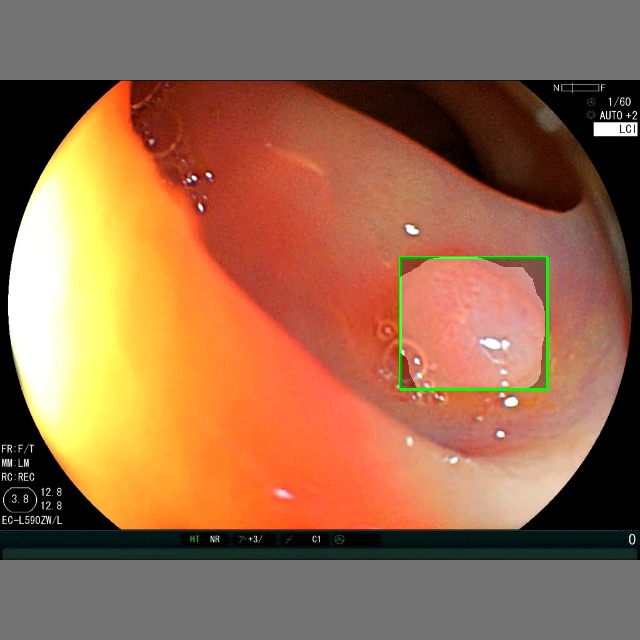 N F
1/60
AUTO +2
LCI
FR:F/T
MM:LM
RC:REC
3.8 12.8
12.8
EC-L590ZW/L
HT NR +3/ C1
0